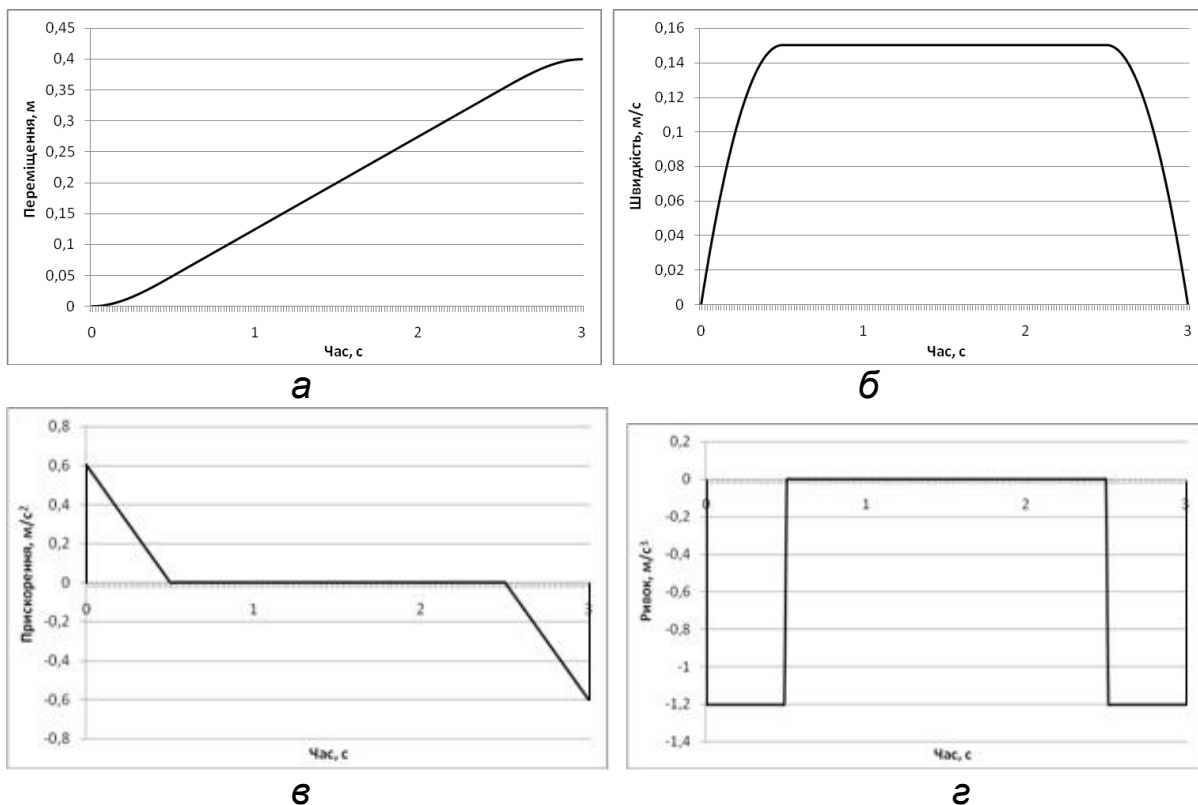 0,45
0,4
0,35
0,3
0,25
0,2
0,15
0,1
0,05
0
Переміщення, м
0 1 2 3
Час, с
а
0,16
0,14
0,12
0,1
0,08
0,06
0,04
0,02
0
Швидкість, м/с
0 1 2 3
Час, с
б
0,8
0,6
0,4
0,2
0
-0,2
-0,4
-0,6
-0,8
Прискорення, м/с²
0 1 2 3
Час, с
в
0,2
0
-0,2
-0,4
-0,6
-0,8
-1
-1,2
-1,4
Ривок, м/с³
0 1 2 3
Час, с
г